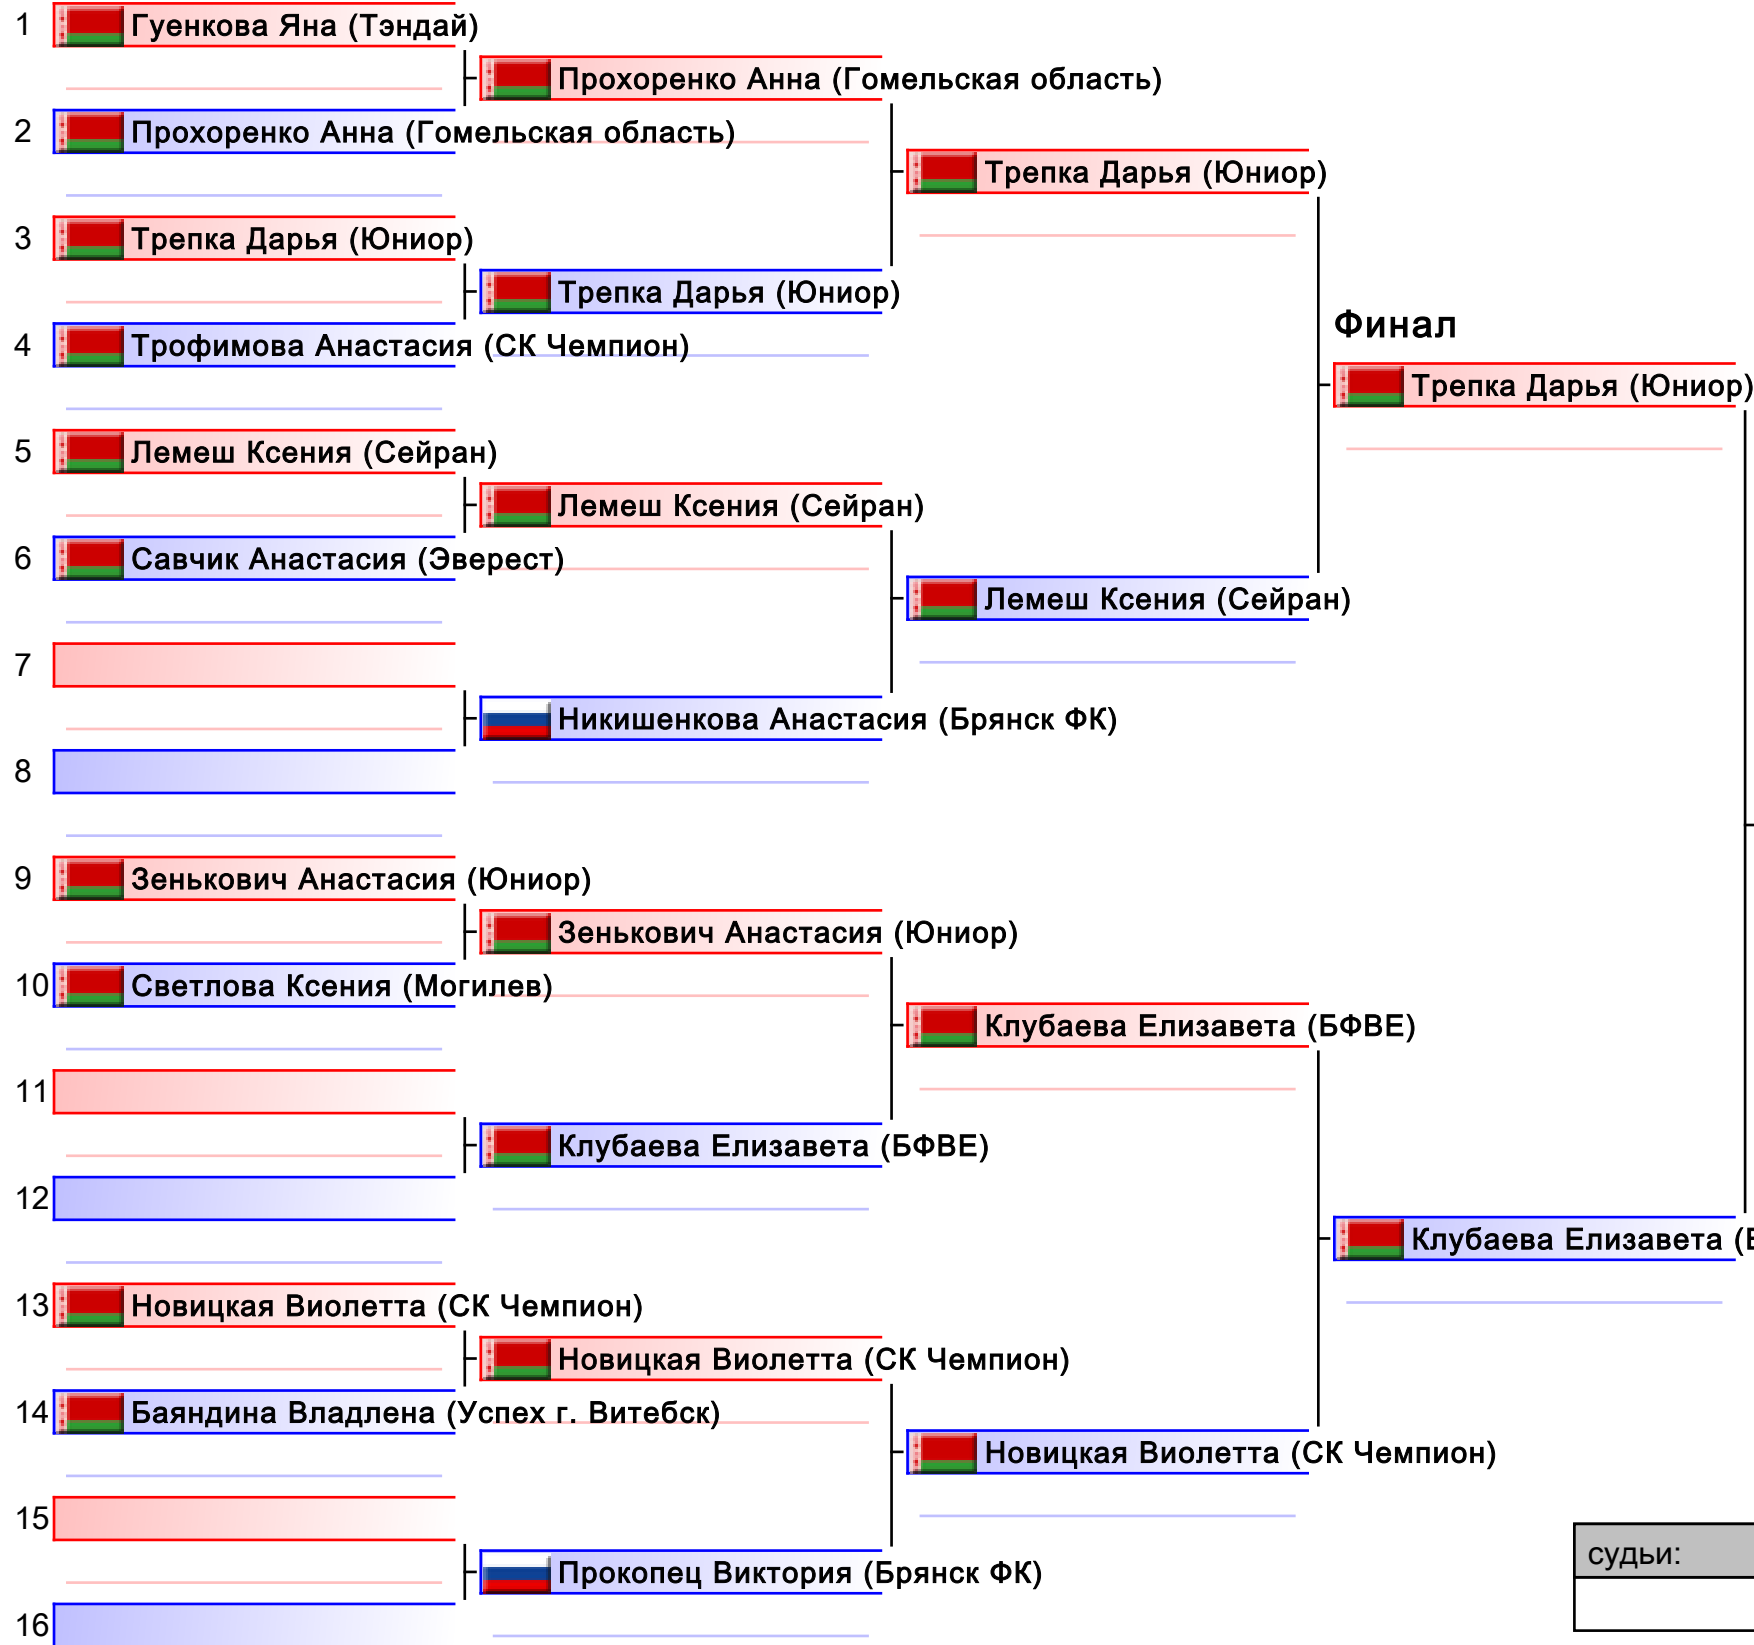 1 Гуенкова Яна (Тэндай)
Прохоренко Анна (Гомельская область)
2 Прохоренко Анна (Гомельская область)
Трепка Дарья (Юниор)
3 Трепка Дарья (Юниор)
Трепка Дарья (Юниор)
Финал
4 Трофимова Анастасия (СК Чемпион)
Трепка Дарья (Юниор)
5 Лемеш Ксения (Сейран)
Лемеш Ксения (Сейран)
6 Савчик Анастасия (Эверест)
Лемеш Ксения (Сейран)
7
Никишенкова Анастасия (Брянск ФК)
8
9 Зенькович Анастасия (Юниор)
Зенькович Анастасия (Юниор)
10 Светлова Ксения (Могилев)
Клубаева Елизавета (БФВЕ)
11
Клубаева Елизавета (БФВЕ)
12
Клубаева Елизавета
13 Новицкая Виолетта (СК Чемпион)
Новицкая Виолетта (СК Чемпион)
14 Баяндина Владлена (Успех г. Витебск)
Новицкая Виолетта (СК Чемпион)
15
судьи:
Прокопец Виктория (Брянск ФК)
16